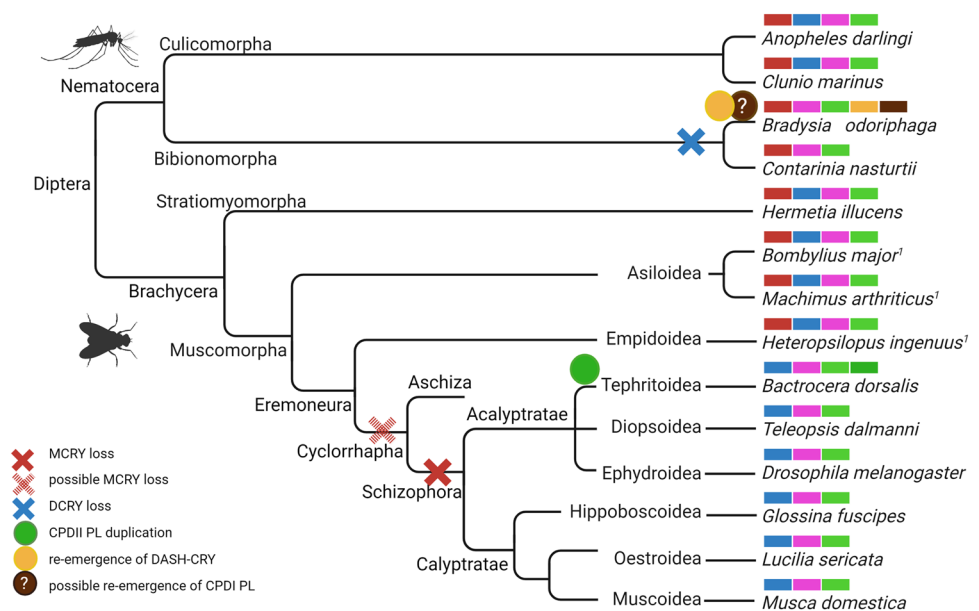 Culicomorpha
Anopheles darlingi
Nematocera
Clunio marinus
?
Bradysia odoriphaga
Bibionomorpha
Contarinia nasturtii
Diptera
Stratiomyomorpha
Hermetia illucens
Bombylius major¹
Asiloidea
Brachycera
Machimus arthriticus¹
Muscomorpha
Empidoidea
Heteropsilopus ingenuus¹
Aschiza
Tephritoidea
Bactrocera dorsalis
Eremoneura
Acalyptratae
Diopsoidea
Teleopsis dalmanni
Cyclorrhapha
Ephydroidea
Drosophila melanogaster
Schizophora
Hippoboscoidea
Glossina fuscipes
Calyptratae
Oestroidea
Lucilia sericata
Muscoidea
Musca domestica
MCRY loss
possible MCRY loss
DCRY loss
CPDII PL duplication
re-emergence of DASH-CRY
? possible re-emergence of CPDI PL